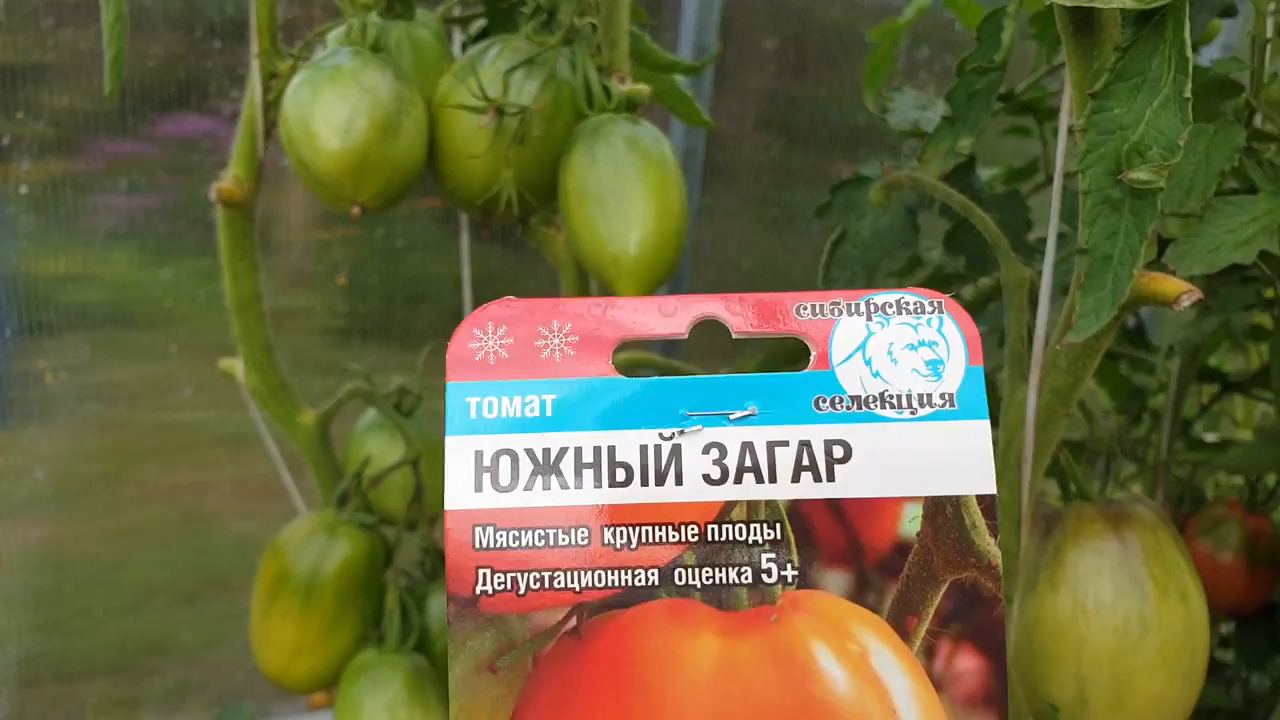 сибирская
селекция
томат
ЮЖНЫЙ ЗАГАР
Мясистые крупные плоды
Дегустационная оценка 5+